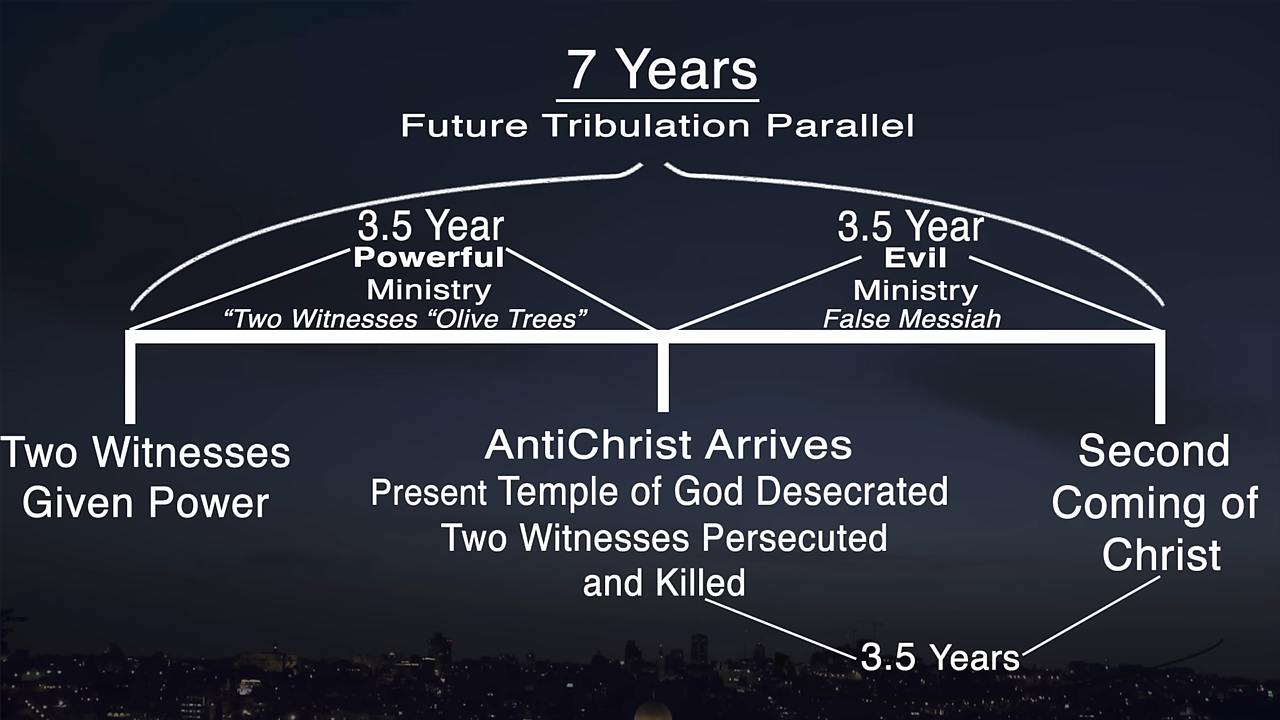 7 Years
Future Tribulation Parallel
3.5 Year
Powerful
Ministry
“Two Witnesses “Olive Trees”
3.5 Year
Evil
Ministry
False Messiah
Two Witnesses
Given Power
AntiChrist Arrives
Present Temple of God Desecrated
Two Witnesses Persecuted
and Killed
Second
Coming of
Christ
3.5 Years